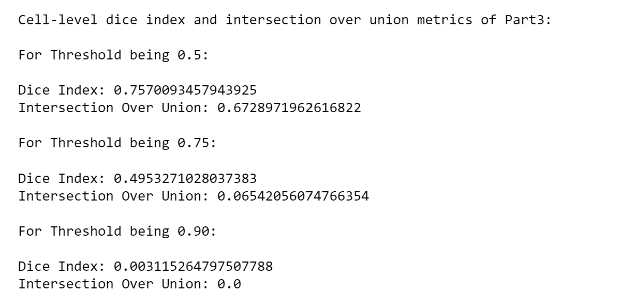 Cell-level dice index and intersection over union metrics of Part3:
For Threshold being 0.5:
Dice Index: 0.7570093457943925
Intersection Over Union: 0.6728971962616822
For Threshold being 0.75:
Dice Index: 0.4953271028037383
Intersection Over Union: 0.06542056074766354
For Threshold being 0.90:
Dice Index: 0.003115264797507788
Intersection Over Union: 0.0